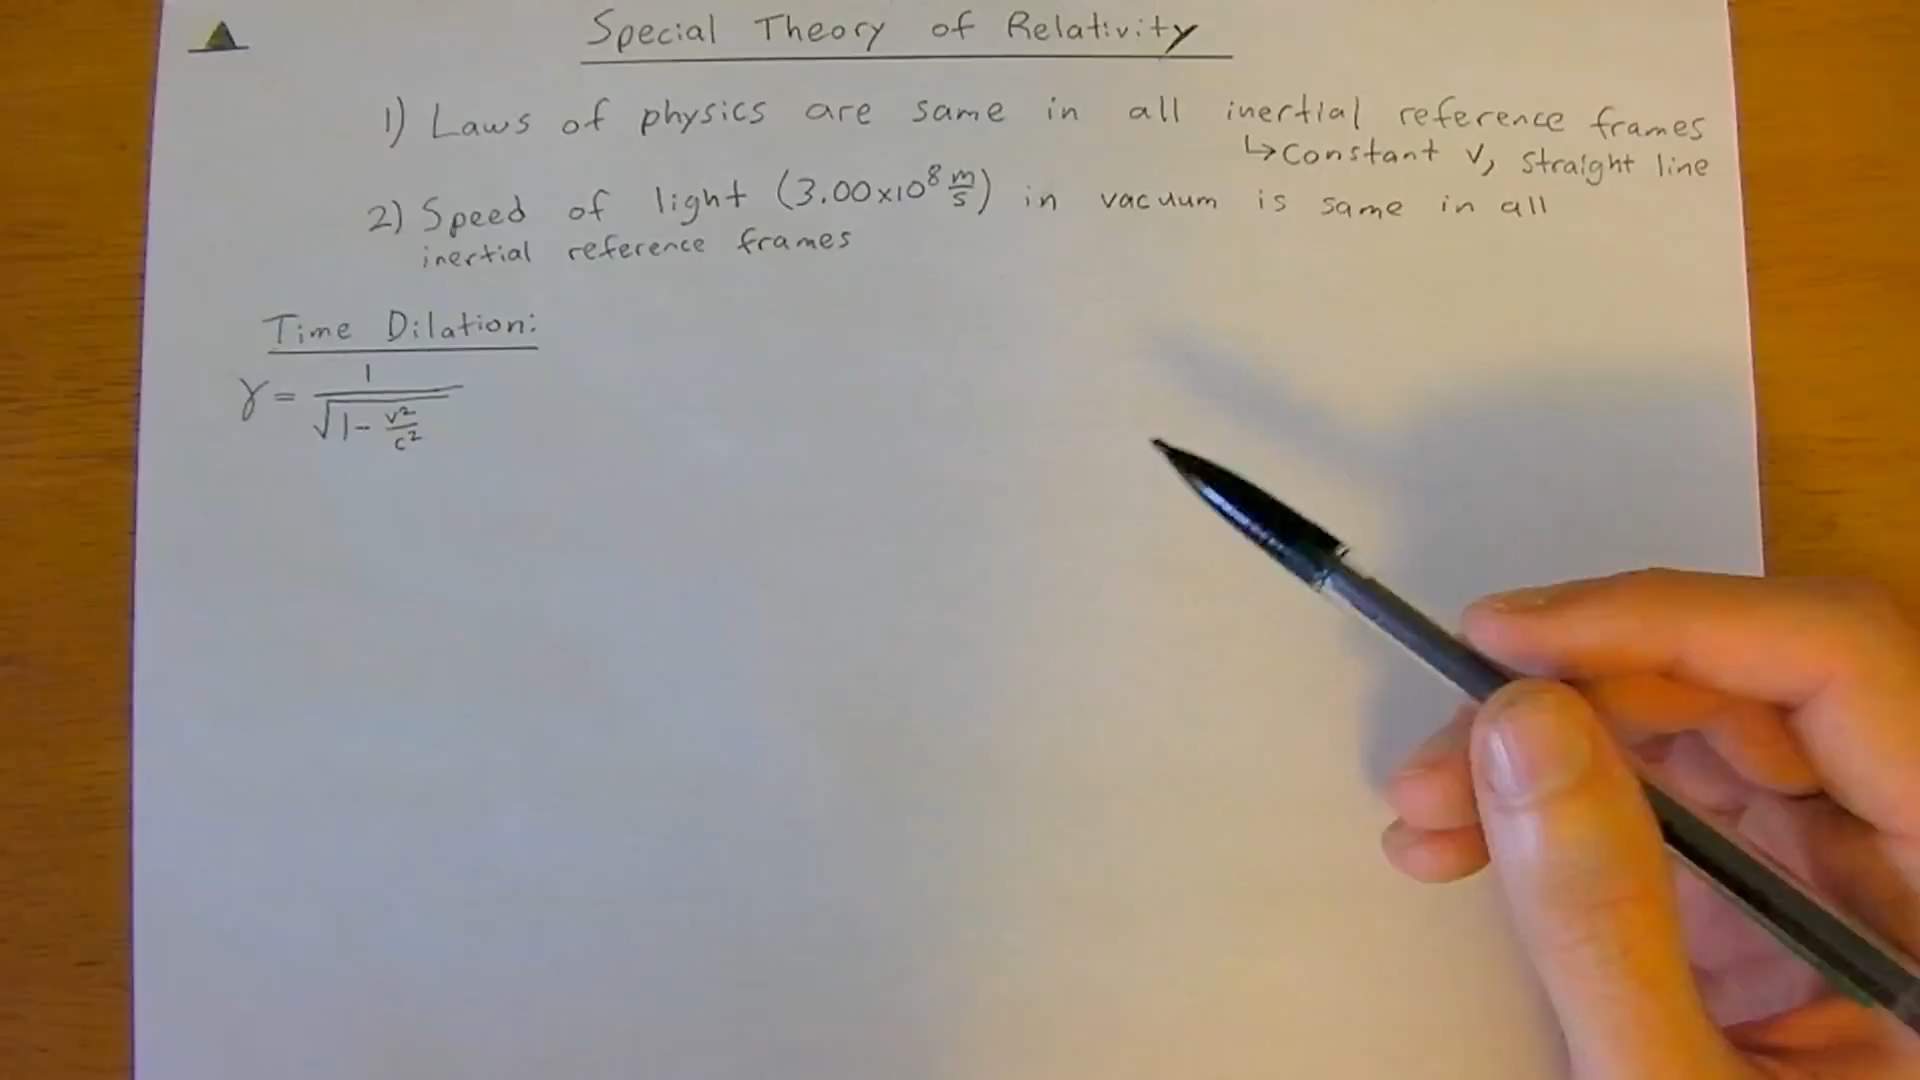 Special Theory of Relativity
1) Laws of physics are same in all inertial reference frames
↳ Constant v, straight line
2) Speed of light (3.00x10⁸ m/s) in vacuum is same in all
inertial reference frames
Time Dilation:
γ = 1/√(1 - v²/c²)